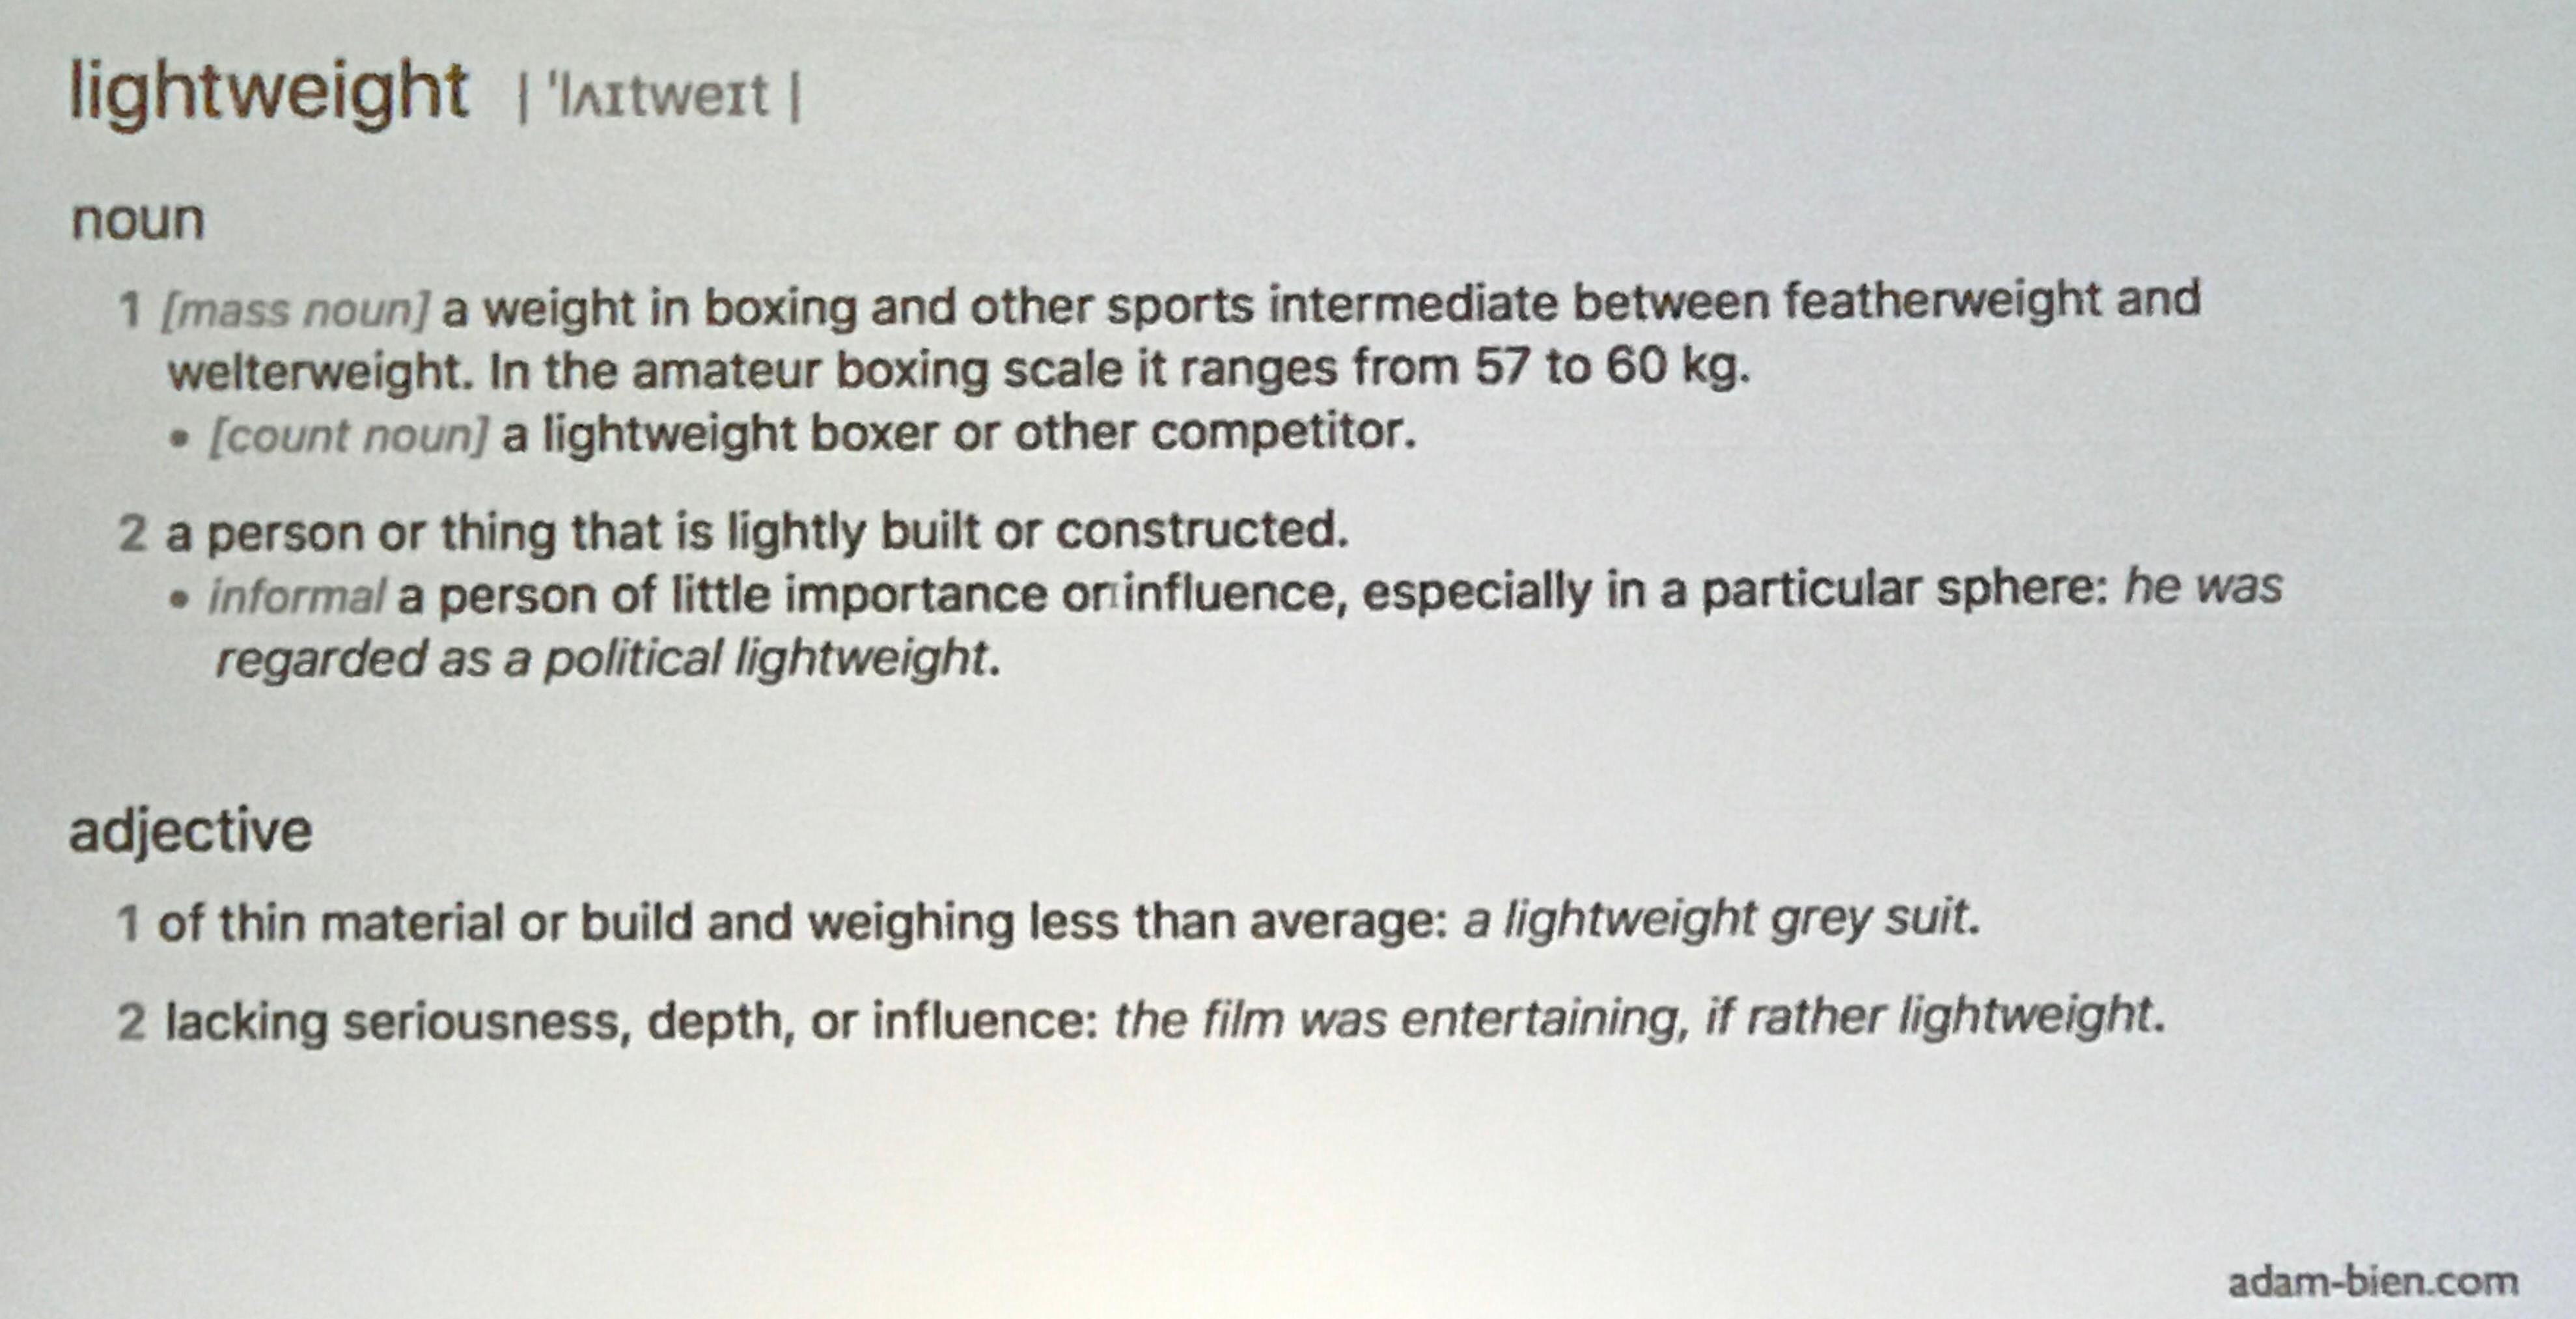 lightweight | ˈlʌɪtweɪt |
noun
1 [mass noun] a weight in boxing and other sports intermediate between featherweight and
welterweight. In the amateur boxing scale it ranges from 57 to 60 kg.
• [count noun] a lightweight boxer or other competitor.
2 a person or thing that is lightly built or constructed.
• informal a person of little importance or influence, especially in a particular sphere: he was
regarded as a political lightweight.
adjective
1 of thin material or build and weighing less than average: a lightweight grey suit.
2 lacking seriousness, depth, or influence: the film was entertaining, if rather lightweight.
adam-bien.com